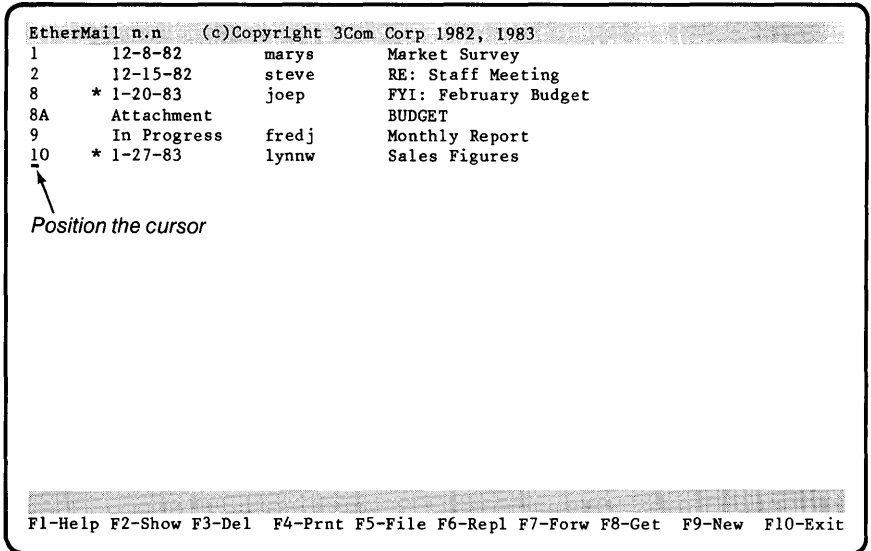 EtherMail n.n (c)Copyright 3Com Corp 1982, 1983
1 12-8-82 marys Market Survey
2 12-15-82 steve RE: Staff Meeting
8 * 1-20-83 joep FYI: February Budget
8A Attachment BUDGET
9 In Progress fredj Monthly Report
10 * 1-27-83 lynnw Sales Figures
Position the cursor
F1-Help F2-Show F3-Del F4-Prnt F5-File F6-Repl F7-Forw F8-Get F9-New F10-Exit